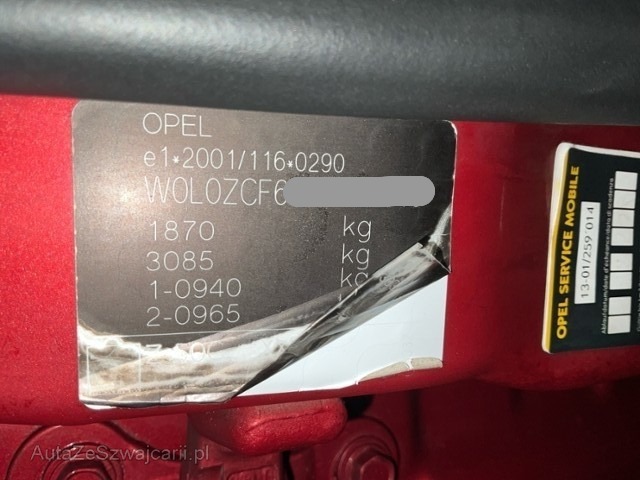 OPEL
e1*2001/116*0290
W0L0ZCF6
1870 kg
3085 kg
1-0940
2-0965
OPEL SERVICE MOBILE
13-01/259 014
AutaZeSzwajcarii.pl